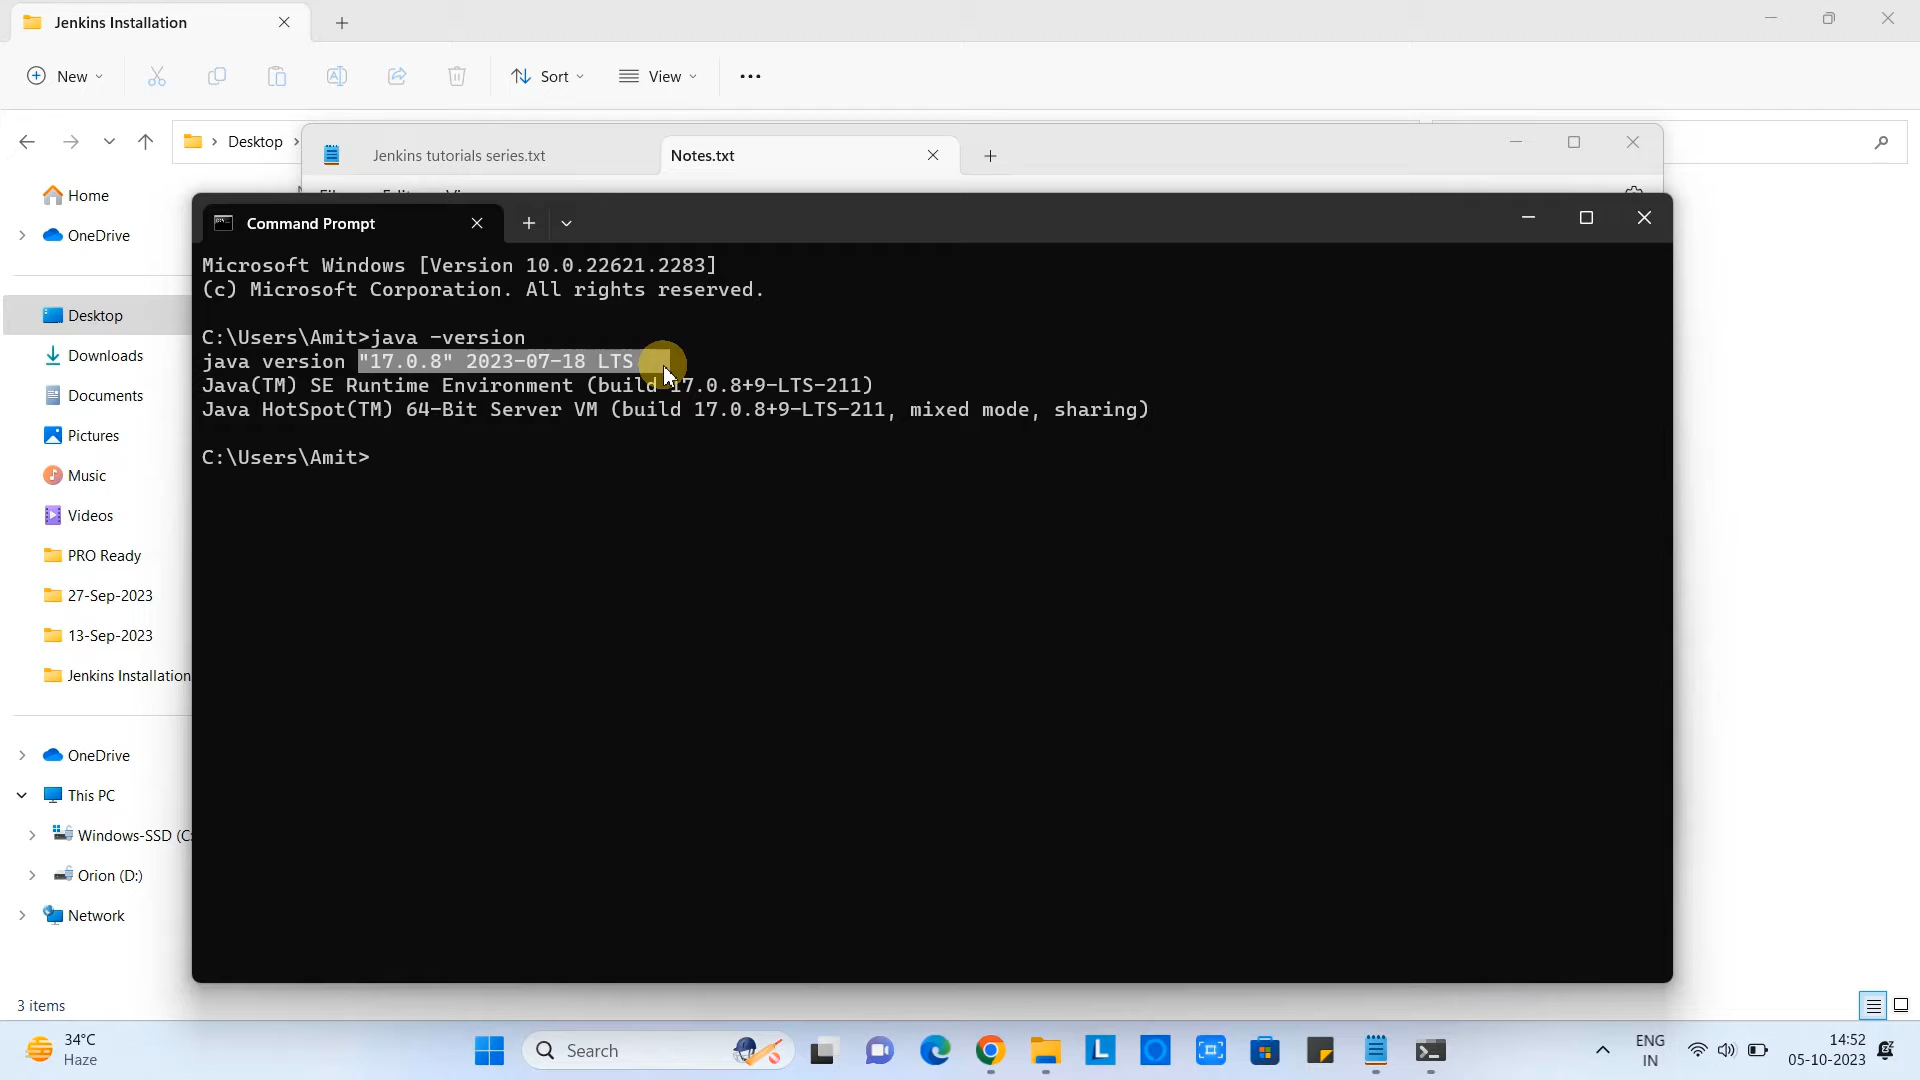 Jenkins Installation
New
Sort
View
Desktop
Jenkins tutorials series.txt
Notes.txt
Home
OneDrive
Desktop
Downloads
Documents
Pictures
Music
Videos
PRO Ready
27-Sep-2023
13-Sep-2023
Jenkins Installation
OneDrive
This PC
Windows-SSD (C:
Orion (D:)
Network
3 items
Command Prompt
Microsoft Windows [Version 10.0.22621.2283]
(c) Microsoft Corporation. All rights reserved.
C:\Users\Amit>java -version
java version "17.0.8" 2023-07-18 LTS
Java(TM) SE Runtime Environment (build 17.0.8+9-LTS-211)
Java HotSpot(TM) 64-Bit Server VM (build 17.0.8+9-LTS-211, mixed mode, sharing)
C:\Users\Amit>
34°C
Haze
Search
ENG
IN
14:52
05-10-2023